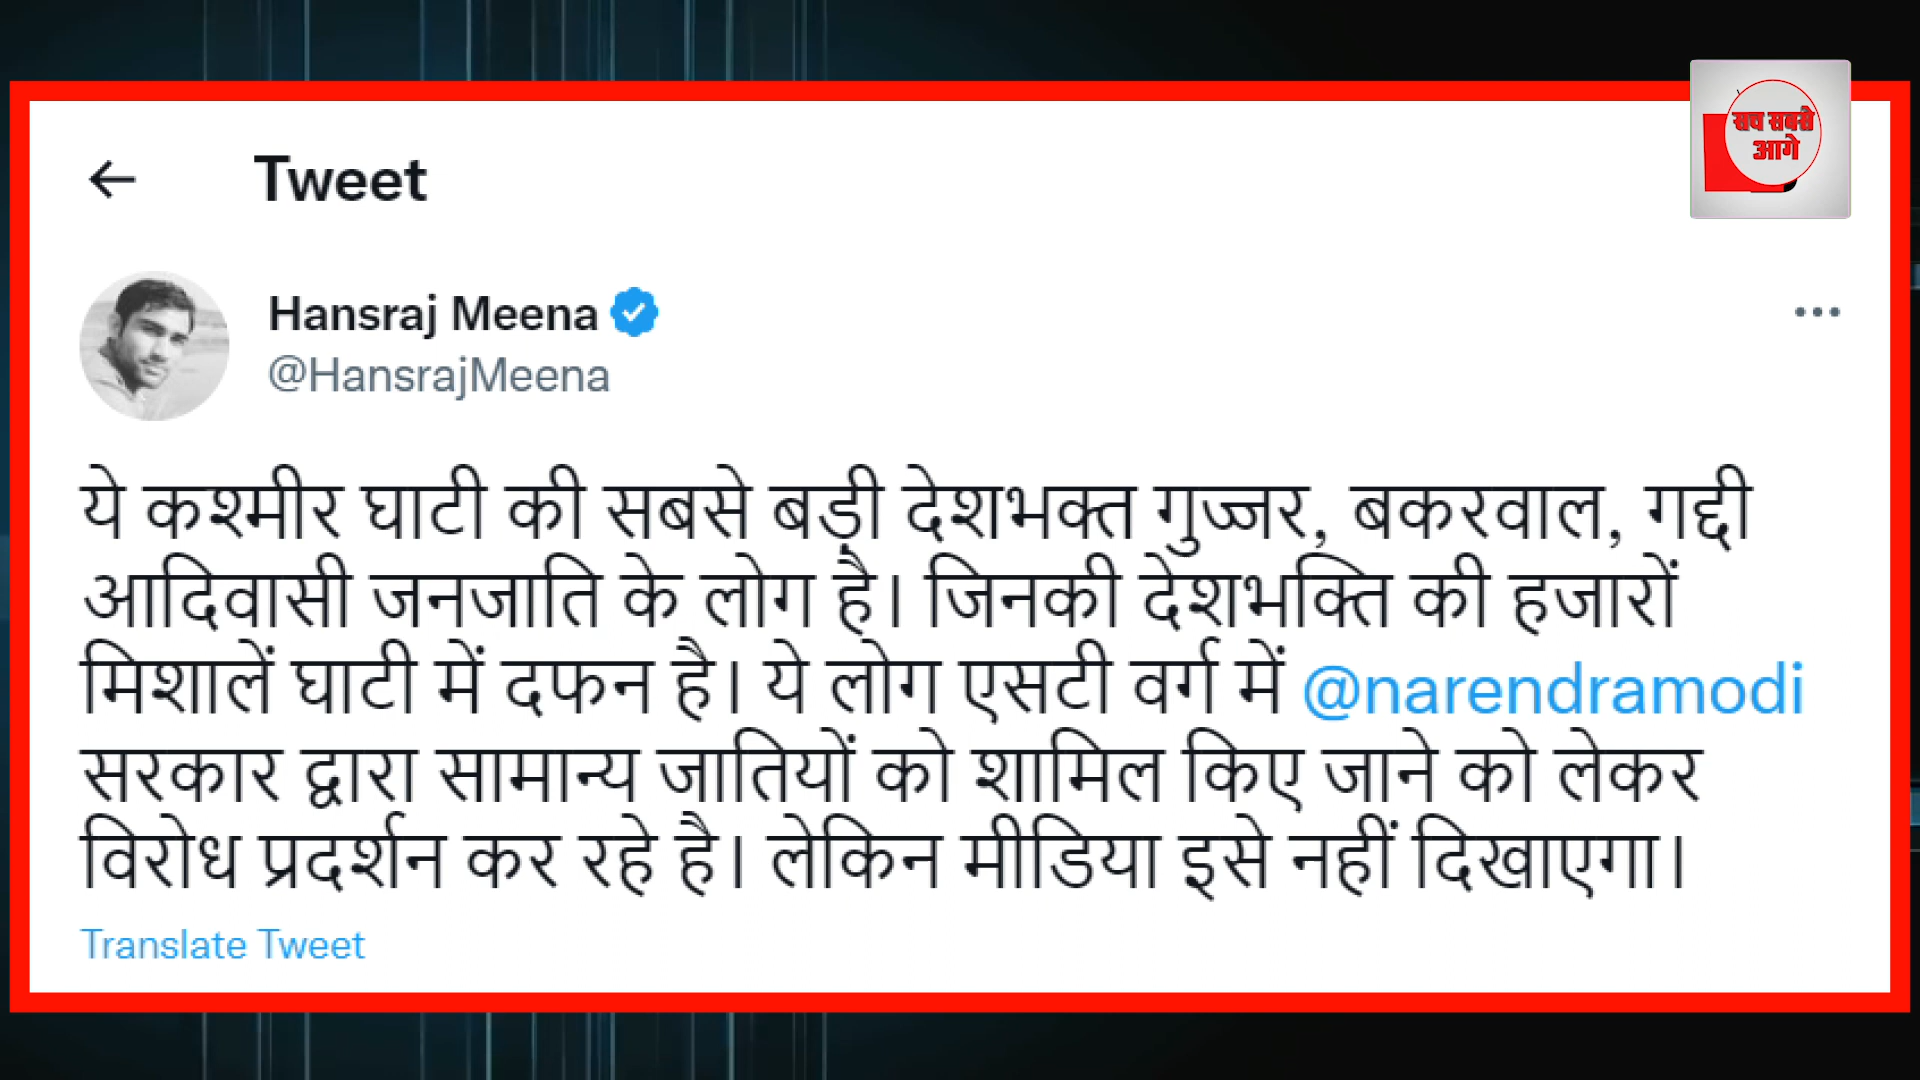 सच सबसे
आगे
← Tweet
Hansraj Meena
@HansrajMeena
ये कश्मीर घाटी की सबसे बड़ी देशभक्त गुज्जर, बकरवाल, गद्दी
आदिवासी जनजाति के लोग है। जिनकी देशभक्ति की हजारों
मिशालें घाटी में दफन है। ये लोग एसटी वर्ग में @narendramodi
सरकार द्वारा सामान्य जातियों को शामिल किए जाने को लेकर
विरोध प्रदर्शन कर रहे है। लेकिन मीडिया इसे नहीं दिखाएगा।
Translate Tweet